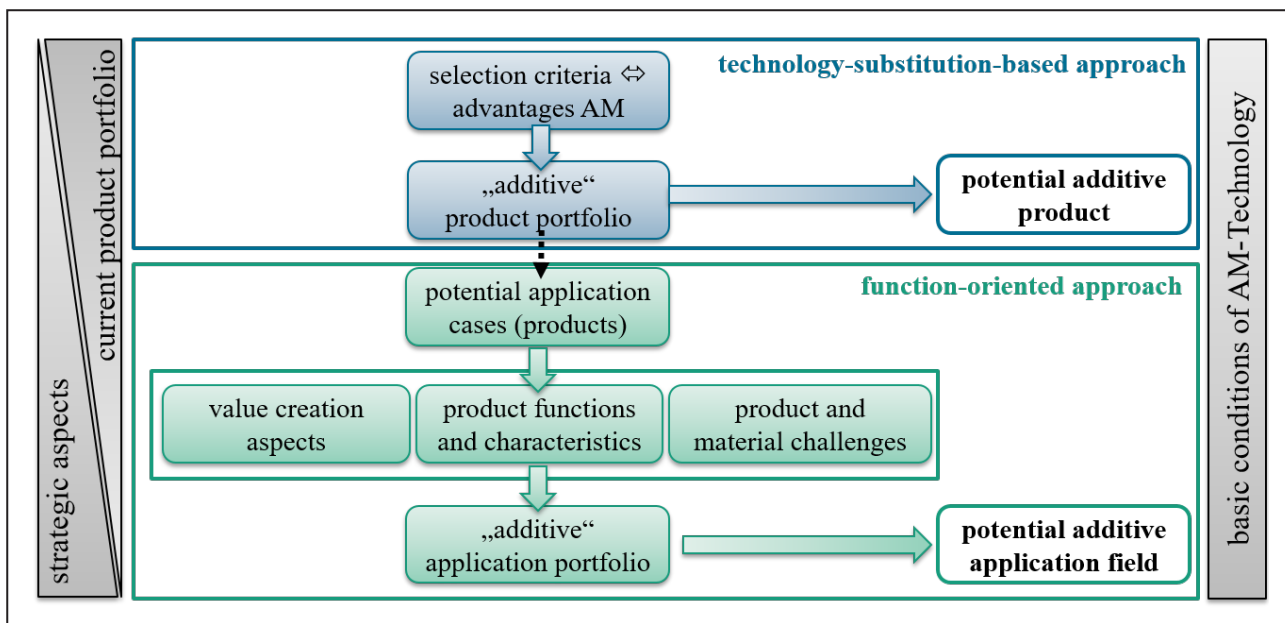 current product portfolio
strategic aspects
technology-substitution-based approach
selection criteria ⬄
advantages AM
„additive“
product portfolio
potential additive
product
function-oriented approach
potential application
cases (products)
value creation
aspects
product functions
and characteristics
product and
material challenges
„additive“
application portfolio
potential additive
application field
basic conditions of AM-Technology